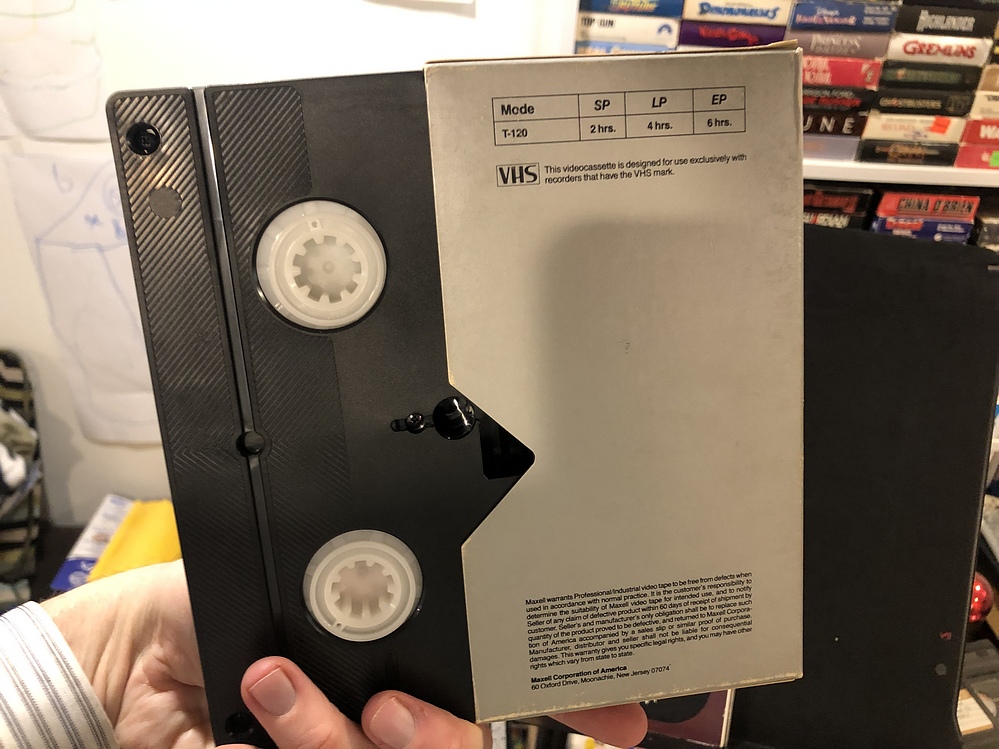 Mode SP LP EP
T-120 2 hrs. 4 hrs. 6 hrs.
VHS This videocassette is designed for use exclusively with
recorders that have the VHS mark.
Maxell warrants Professional/Industrial video tape to be free from defects when
used in accordance with normal practice. It is the customer's responsibility to
determine the suitability of Maxell video tape for intended use, and to notify
Seller of any claim of defective product within 60 days of receipt of shipment by
customer. Seller's and manufacturer's only obligation shall be to replace such
quantity of the product proved to be defective, and returned to Maxell Corpora-
tion of America accompanied by a sales slip or similar proof of purchase.
Manufacturer, distributor and seller shall not be liable for consequential
damages. This warranty gives you specific legal rights, and you may have other
rights which vary from state to state.
Maxell Corporation of America
60 Oxford Drive, Moonachie, New Jersey 07074
HIGHLANDER
GREMLINS
GHOSTBUSTERS
CHINA O'BRIEN